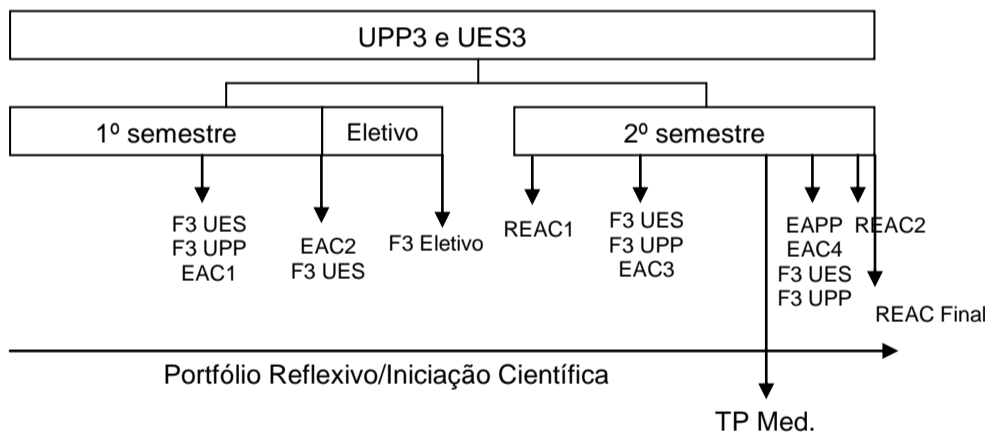 UPP3 e UES3
1º semestre
Eletivo
2º semestre
F3 UES
F3 UPP
EAC1
EAC2
F3 UES
F3 Eletivo
REAC1
F3 UES
F3 UPP
EAC3
EAPP
EAC4
F3 UES
F3 UPP
REAC2
REAC Final
Portfólio Reflexivo/Iniciação Científica
TP Med.